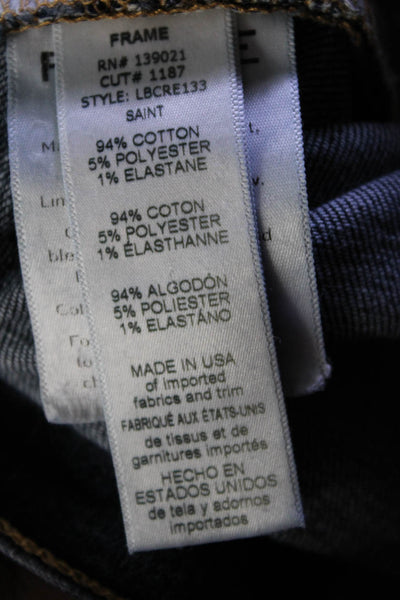 FRAME
RN# 139021
CUT# 1187
STYLE: LBCRE133
SAINT
94% COTTON
5% POLYESTER
1% ELASTANE
94% COTON
5% POLYESTER
1% ÉLASTHANNE
94% ALGODÓN
5% POLIESTER
1% ELASTÁNO
MADE IN USA
of imported
fabrics and trim
FABRIQUÉ AUX ÉTATS-UNIS
de tissus et de
garnitures importés
HECHO EN
ESTADOS UNIDOS
de tela y adornos
importados